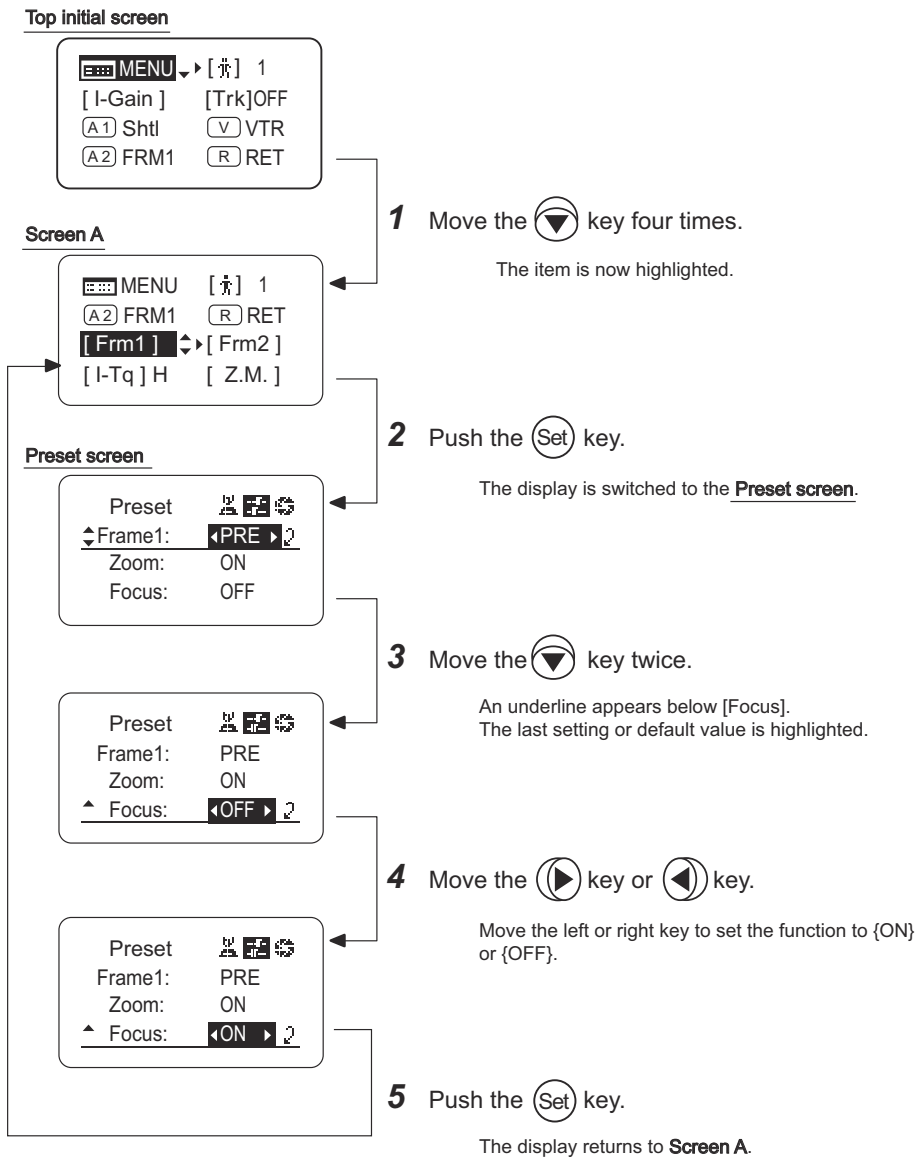 Top initial screen
MENU [ ] 1
[ I-Gain ] [Trk]OFF
A1 Shtl V VTR
A2 FRM1 R RET
1 Move the key four times.
The item is now highlighted.
Screen A
MENU [ ] 1
A2 FRM1 R RET
[ Frm1 ] [ Frm2 ]
[ I-Tq ] H [ Z.M. ]
2 Push the Set key.
The display is switched to the Preset screen.
Preset screen
Preset
Frame1: PRE
Zoom: ON
Focus: OFF
3 Move the key twice.
An underline appears below [Focus].
The last setting or default value is highlighted.
Preset
Frame1: PRE
Zoom: ON
Focus: OFF
4 Move the key or key.
Move the left or right key to set the function to {ON}
or {OFF}.
Preset
Frame1: PRE
Zoom: ON
Focus: ON
5 Push the Set key.
The display returns to Screen A.